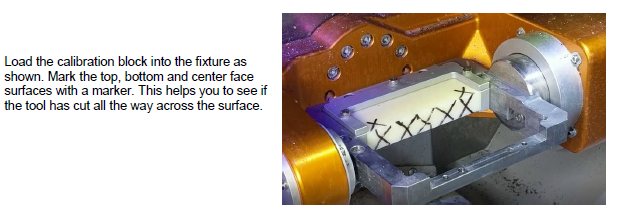 Load the calibration block into the fixture as
shown. Mark the top, bottom and center face
surfaces with a marker. This helps you to see if
the tool has cut all the way across the surface.